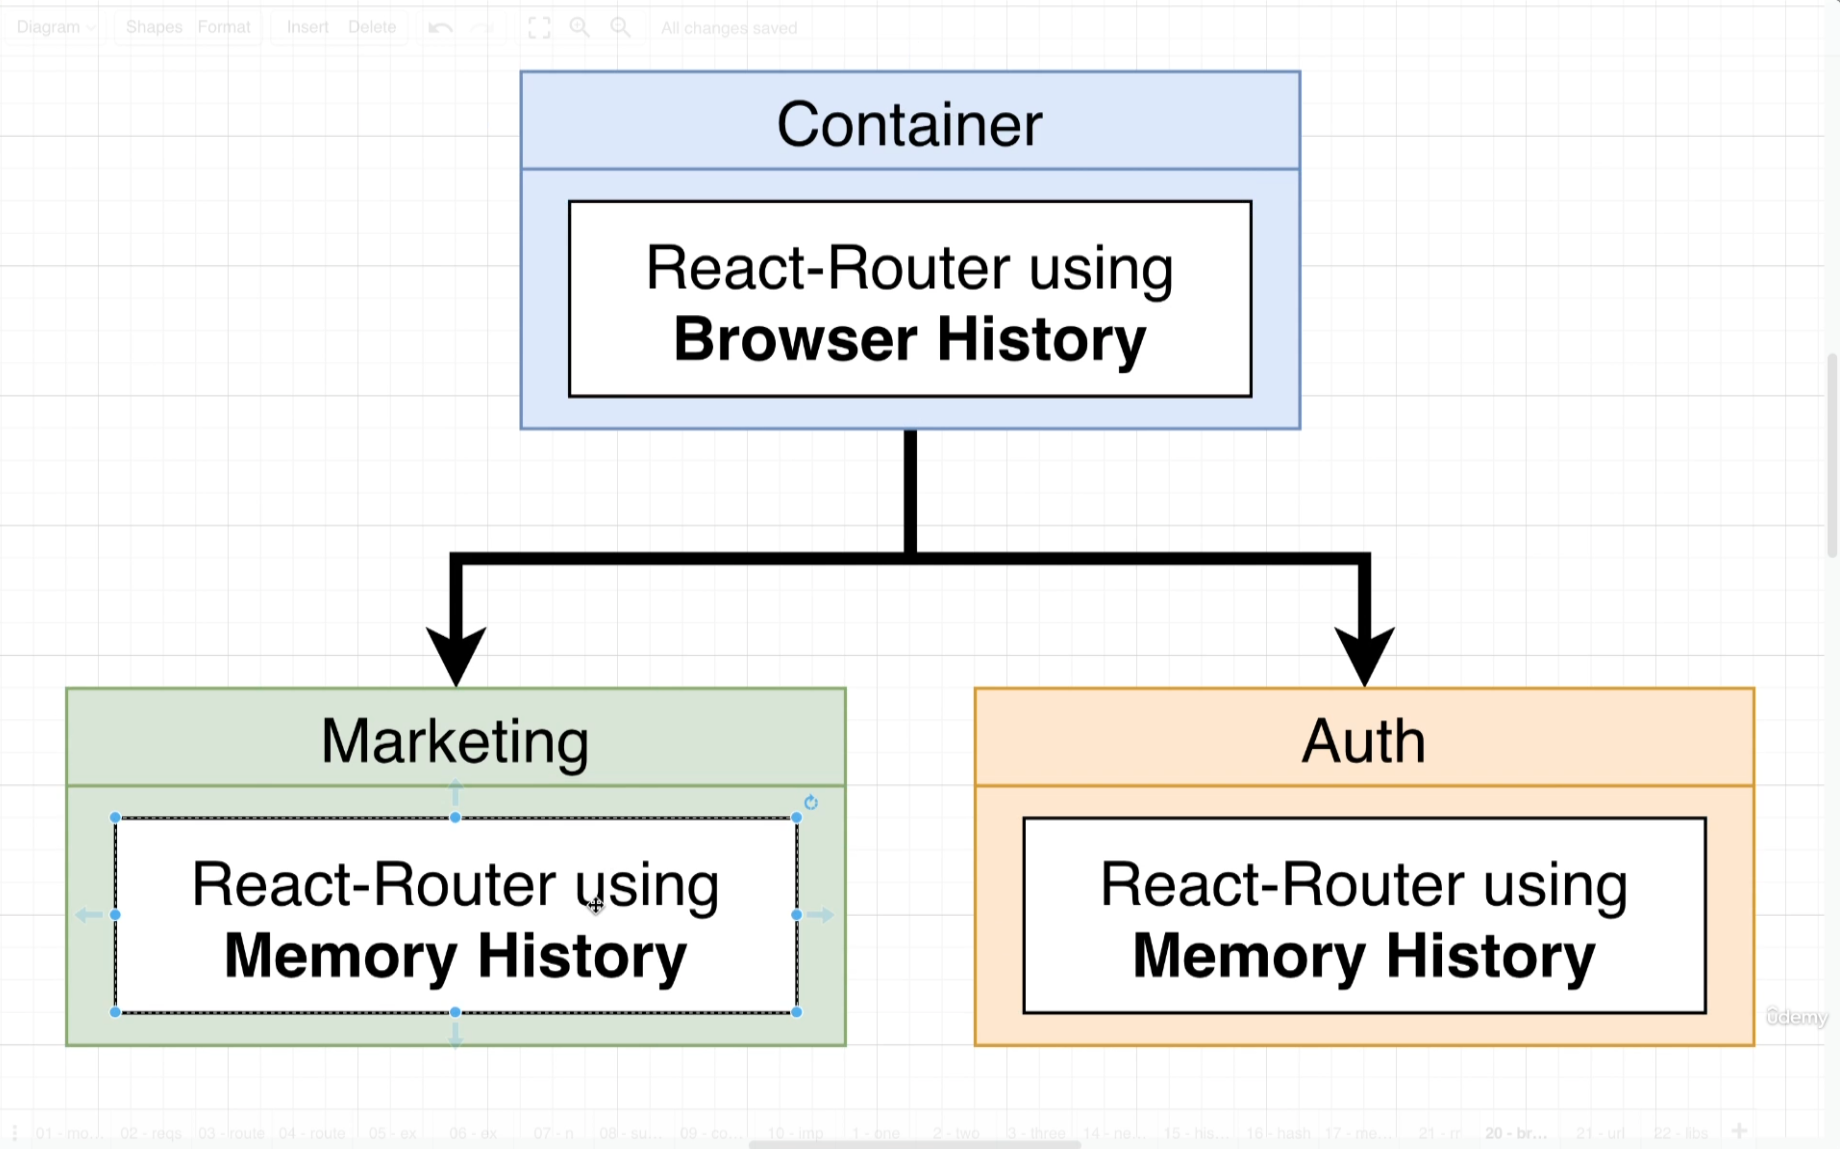 Diagram Shapes Format Insert Delete All changes saved
Container
React-Router using
Browser History
Marketing
React-Router using
Memory History
Auth
React-Router using
Memory History
ûdemy
01 - mo... 02 - reqs 03 - route 04 - route 05 - ex 06 - ex 07 - n 08 - su... 09 - co... 10 - imp 1 - one 2 - two 3 - three 14 - ne... 15 - his... 16 - hash 17 - me... 21 - m 20 - br... 21 - url 22 - libs